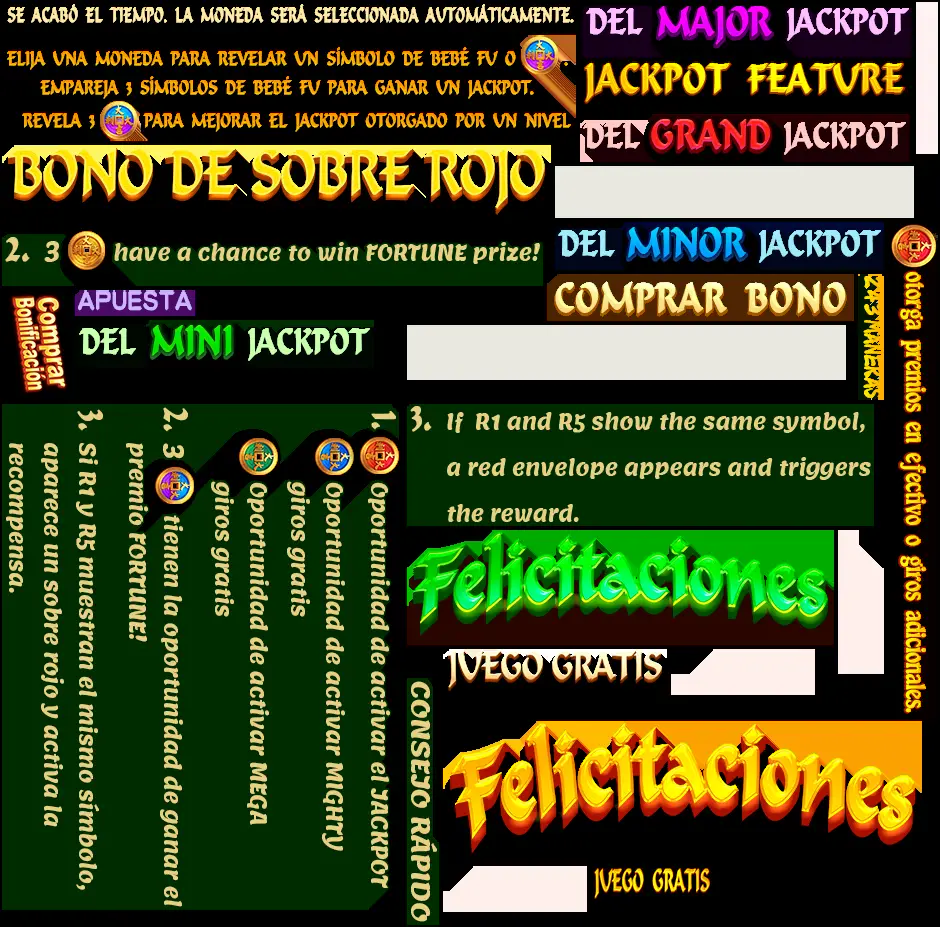 SE ACABÓ EL TIEMPO. LA MONEDA SERÁ SELECCIONADA AUTOMÁTICAMENTE.
ELIJA UNA MONEDA PARA REVELAR UN SÍMBOLO DE BEBÉ FU O .
EMPAREJA 3 SÍMBOLOS DE BEBÉ FU PARA GANAR UN JACKPOT.
REVELA 3 PARA MEJORAR EL JACKPOT OTORGADO POR UN NIVEL
DEL MAJOR JACKPOT
JACKPOT FEATURE
DEL GRAND JACKPOT
BONO DE SOBRE ROJO
2. 3 have a chance to win FORTUNE prize!
DEL MINOR JACKPOT
COMPRAR BONO
Comprar
Bonificación
APUESTA
DEL MINI JACKPOT
243 MANERAS
otorga premios en efectivo o giros adicionales.
1. Oportunidad de activar el JACKPOT
Oportunidad de activar MIGHTY
giros gratis
Oportunidad de activar MEGA
giros gratis
2. 3 tienen la oportunidad de ganar el
premio FORTUNE!
3. Si R1 y R5 muestran el mismo símbolo,
aparece un sobre rojo y activa la
recompensa.
3. If R1 and R5 show the same symbol,
a red envelope appears and triggers
the reward.
Felicitaciones
JUEGO GRATIS
CONSEJO RÁPIDO
Felicitaciones
JUEGO GRATIS